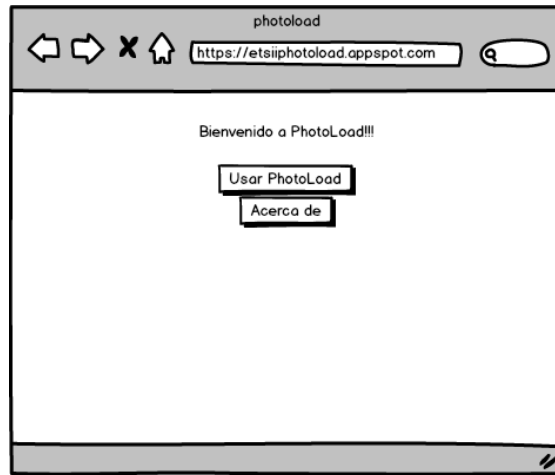 photoload
https://etsiiphotoload.appspot.com
Bienvenido a PhotoLoad!!!
Usar PhotoLoad
Acerca de